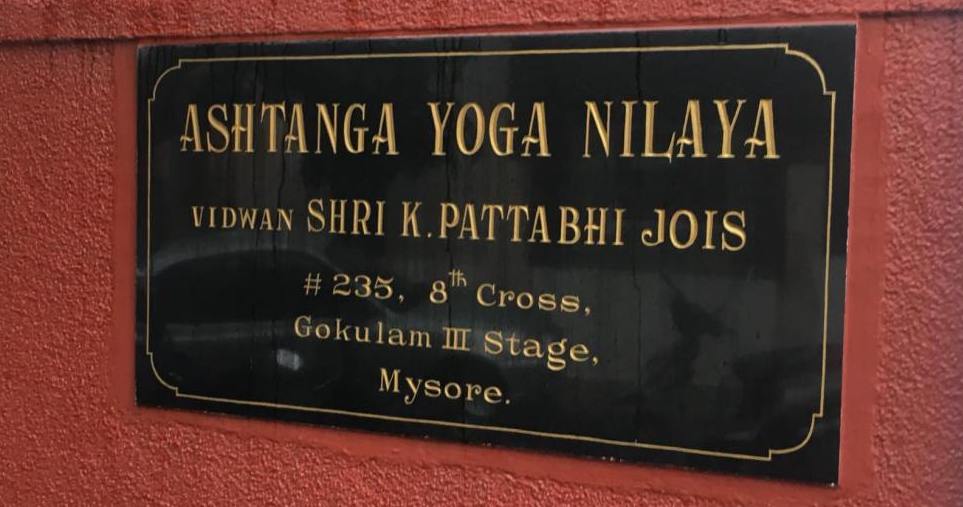 ASHTANGA YOGA NILAYA
VIDWAN SHRI K. PATTABHI JOIS
# 235, 8th Cross,
Gokulam III Stage,
Mysore.